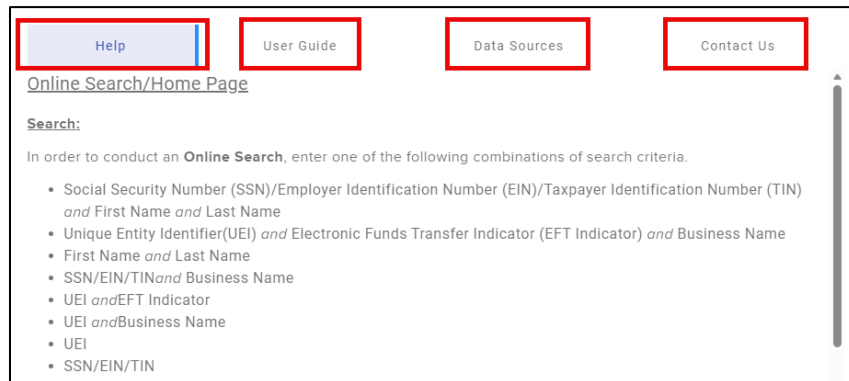 Help User Guide Data Sources Contact Us
Online Search/Home Page
Search:
In order to conduct an Online Search, enter one of the following combinations of search criteria.
• Social Security Number (SSN)/Employer Identification Number (EIN)/Taxpayer Identification Number (TIN)
and First Name and Last Name
• Unique Entity Identifier(UEI) and Electronic Funds Transfer Indicator (EFT Indicator) and Business Name
• First Name and Last Name
• SSN/EIN/TINand Business Name
• UEI andEFT Indicator
• UEI andBusiness Name
• UEI
• SSN/EIN/TIN